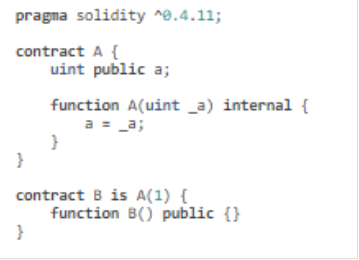 pragma solidity ^0.4.11;
contract A {
uint public a;
function A(uint _a) internal {
a = _a;
}
}
contract B is A(1) {
function B() public {}
}